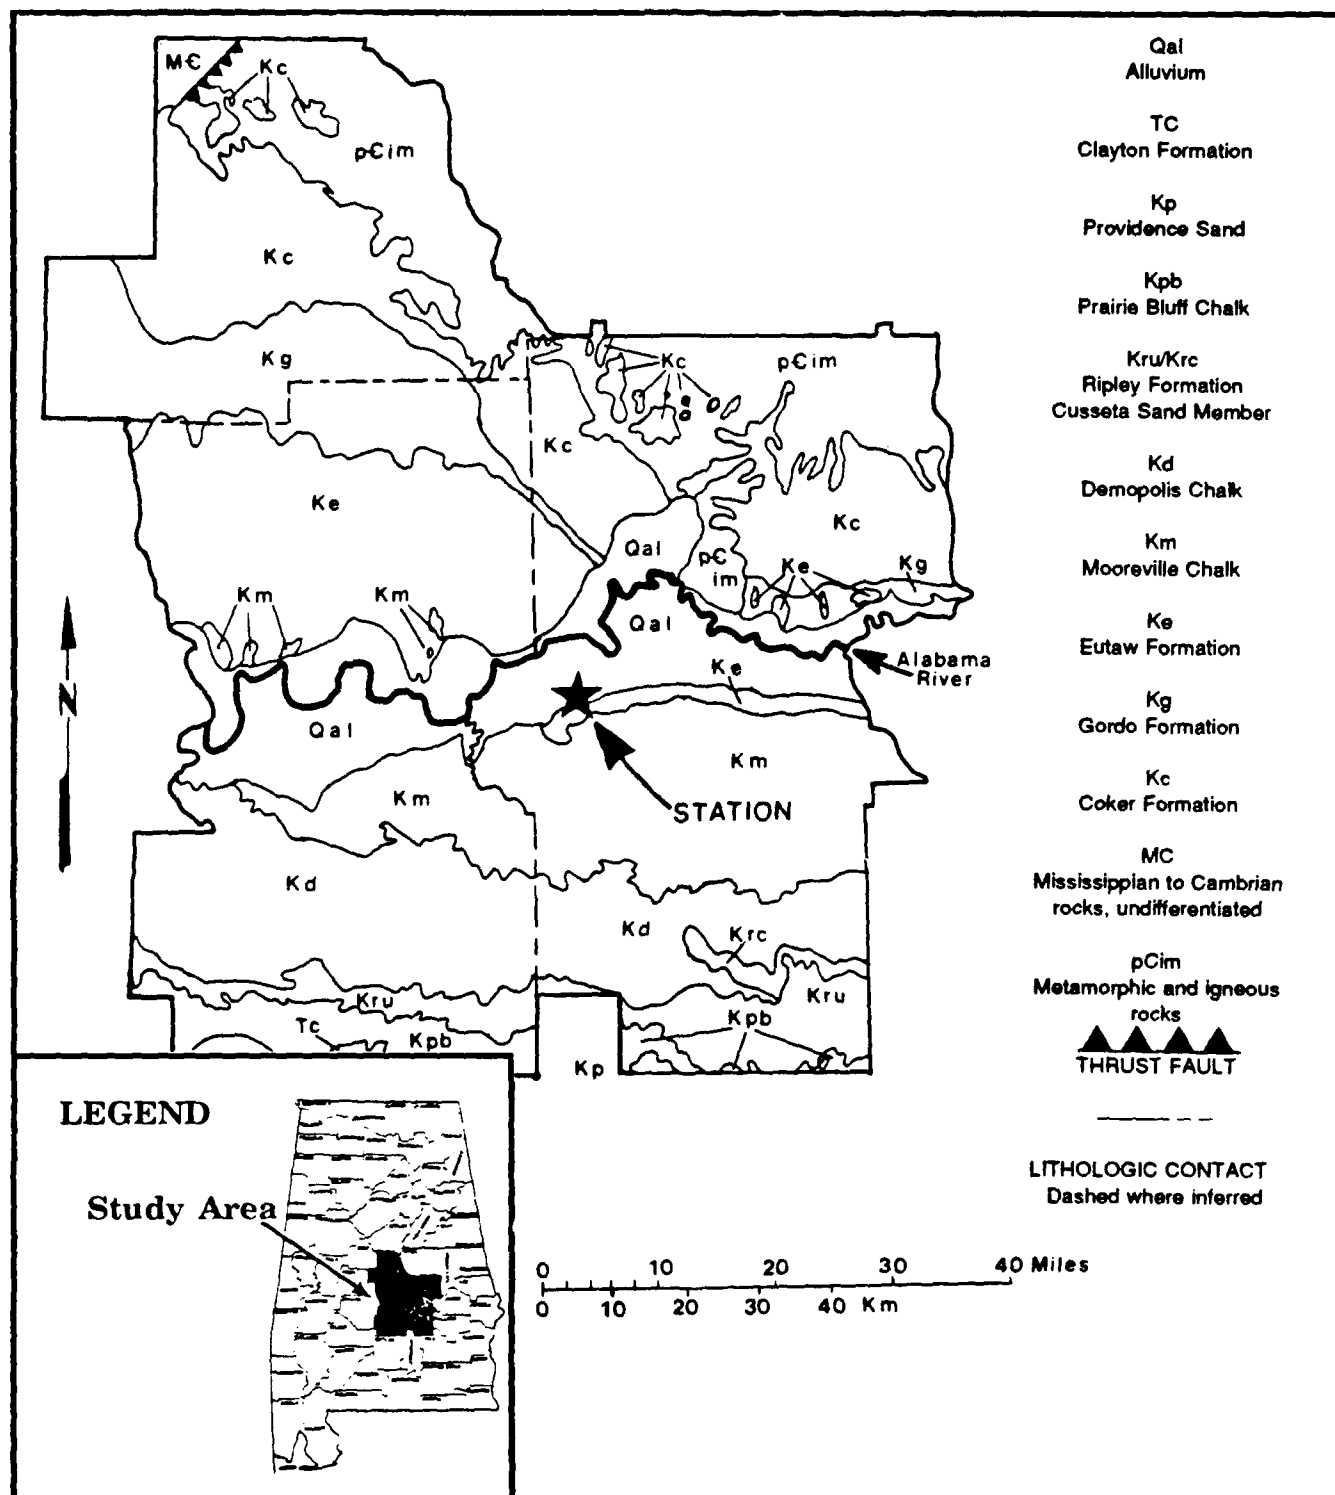 M€
Kc
p€im
Kc
Kg
Kc
p€im
Kc
Ke
Kc
Qal
p€
im
Ke
Kg
Km
Km
Qal
Alabama
River
Ke
Qal
Km
Km
STATION
Kd
Kd
Krc
Kru
Kru
Tc
Kpb
Kpb
Kp
N
Qal
Alluvium
TC
Clayton Formation
Kp
Providence Sand
Kpb
Prairie Bluff Chalk
Kru/Krc
Ripley Formation
Cusseta Sand Member
Kd
Demopolis Chalk
Km
Mooreville Chalk
Ke
Eutaw Formation
Kg
Gordo Formation
Kc
Coker Formation
MC
Mississippian to Cambrian
rocks, undifferentiated
pCim
Metamorphic and igneous
rocks
THRUST FAULT
LITHOLOGIC CONTACT
Dashed where inferred
LEGEND
Study Area
0 10 20 30 40 Miles
0 10 20 30 40 Km